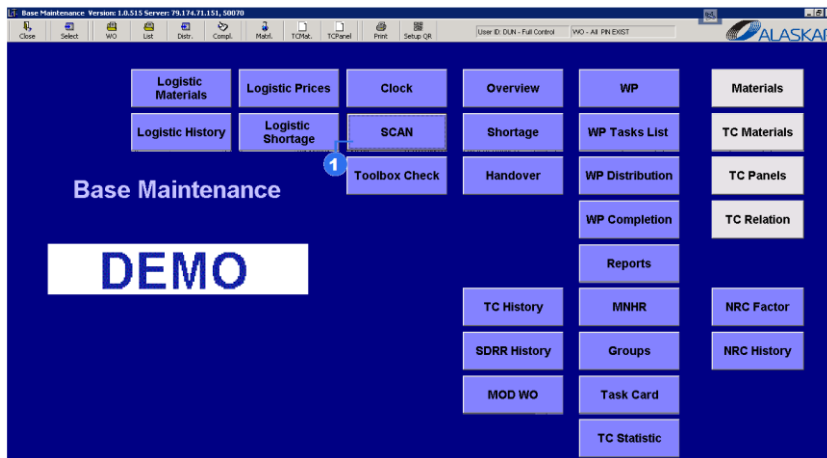 Base Maintenance Version: 1.0.515 Server: 79.174.71.151, 50070
Close Select WO List Distr. Compl. Matrl. TCMat. TCPanel Print Setup QR
User ID: DUN - Full Control WO - All PN EXIST
ALASKAR
Logistic Materials Logistic Prices Clock Overview WP Materials
Logistic History Logistic Shortage SCAN Shortage WP Tasks List TC Materials
1
Toolbox Check Handover WP Distribution TC Panels
Base Maintenance
WP Completion TC Relation
DEMO
Reports
TC History MNHR NRC Factor
SDRR History Groups NRC History
MOD WO Task Card
TC Statistic